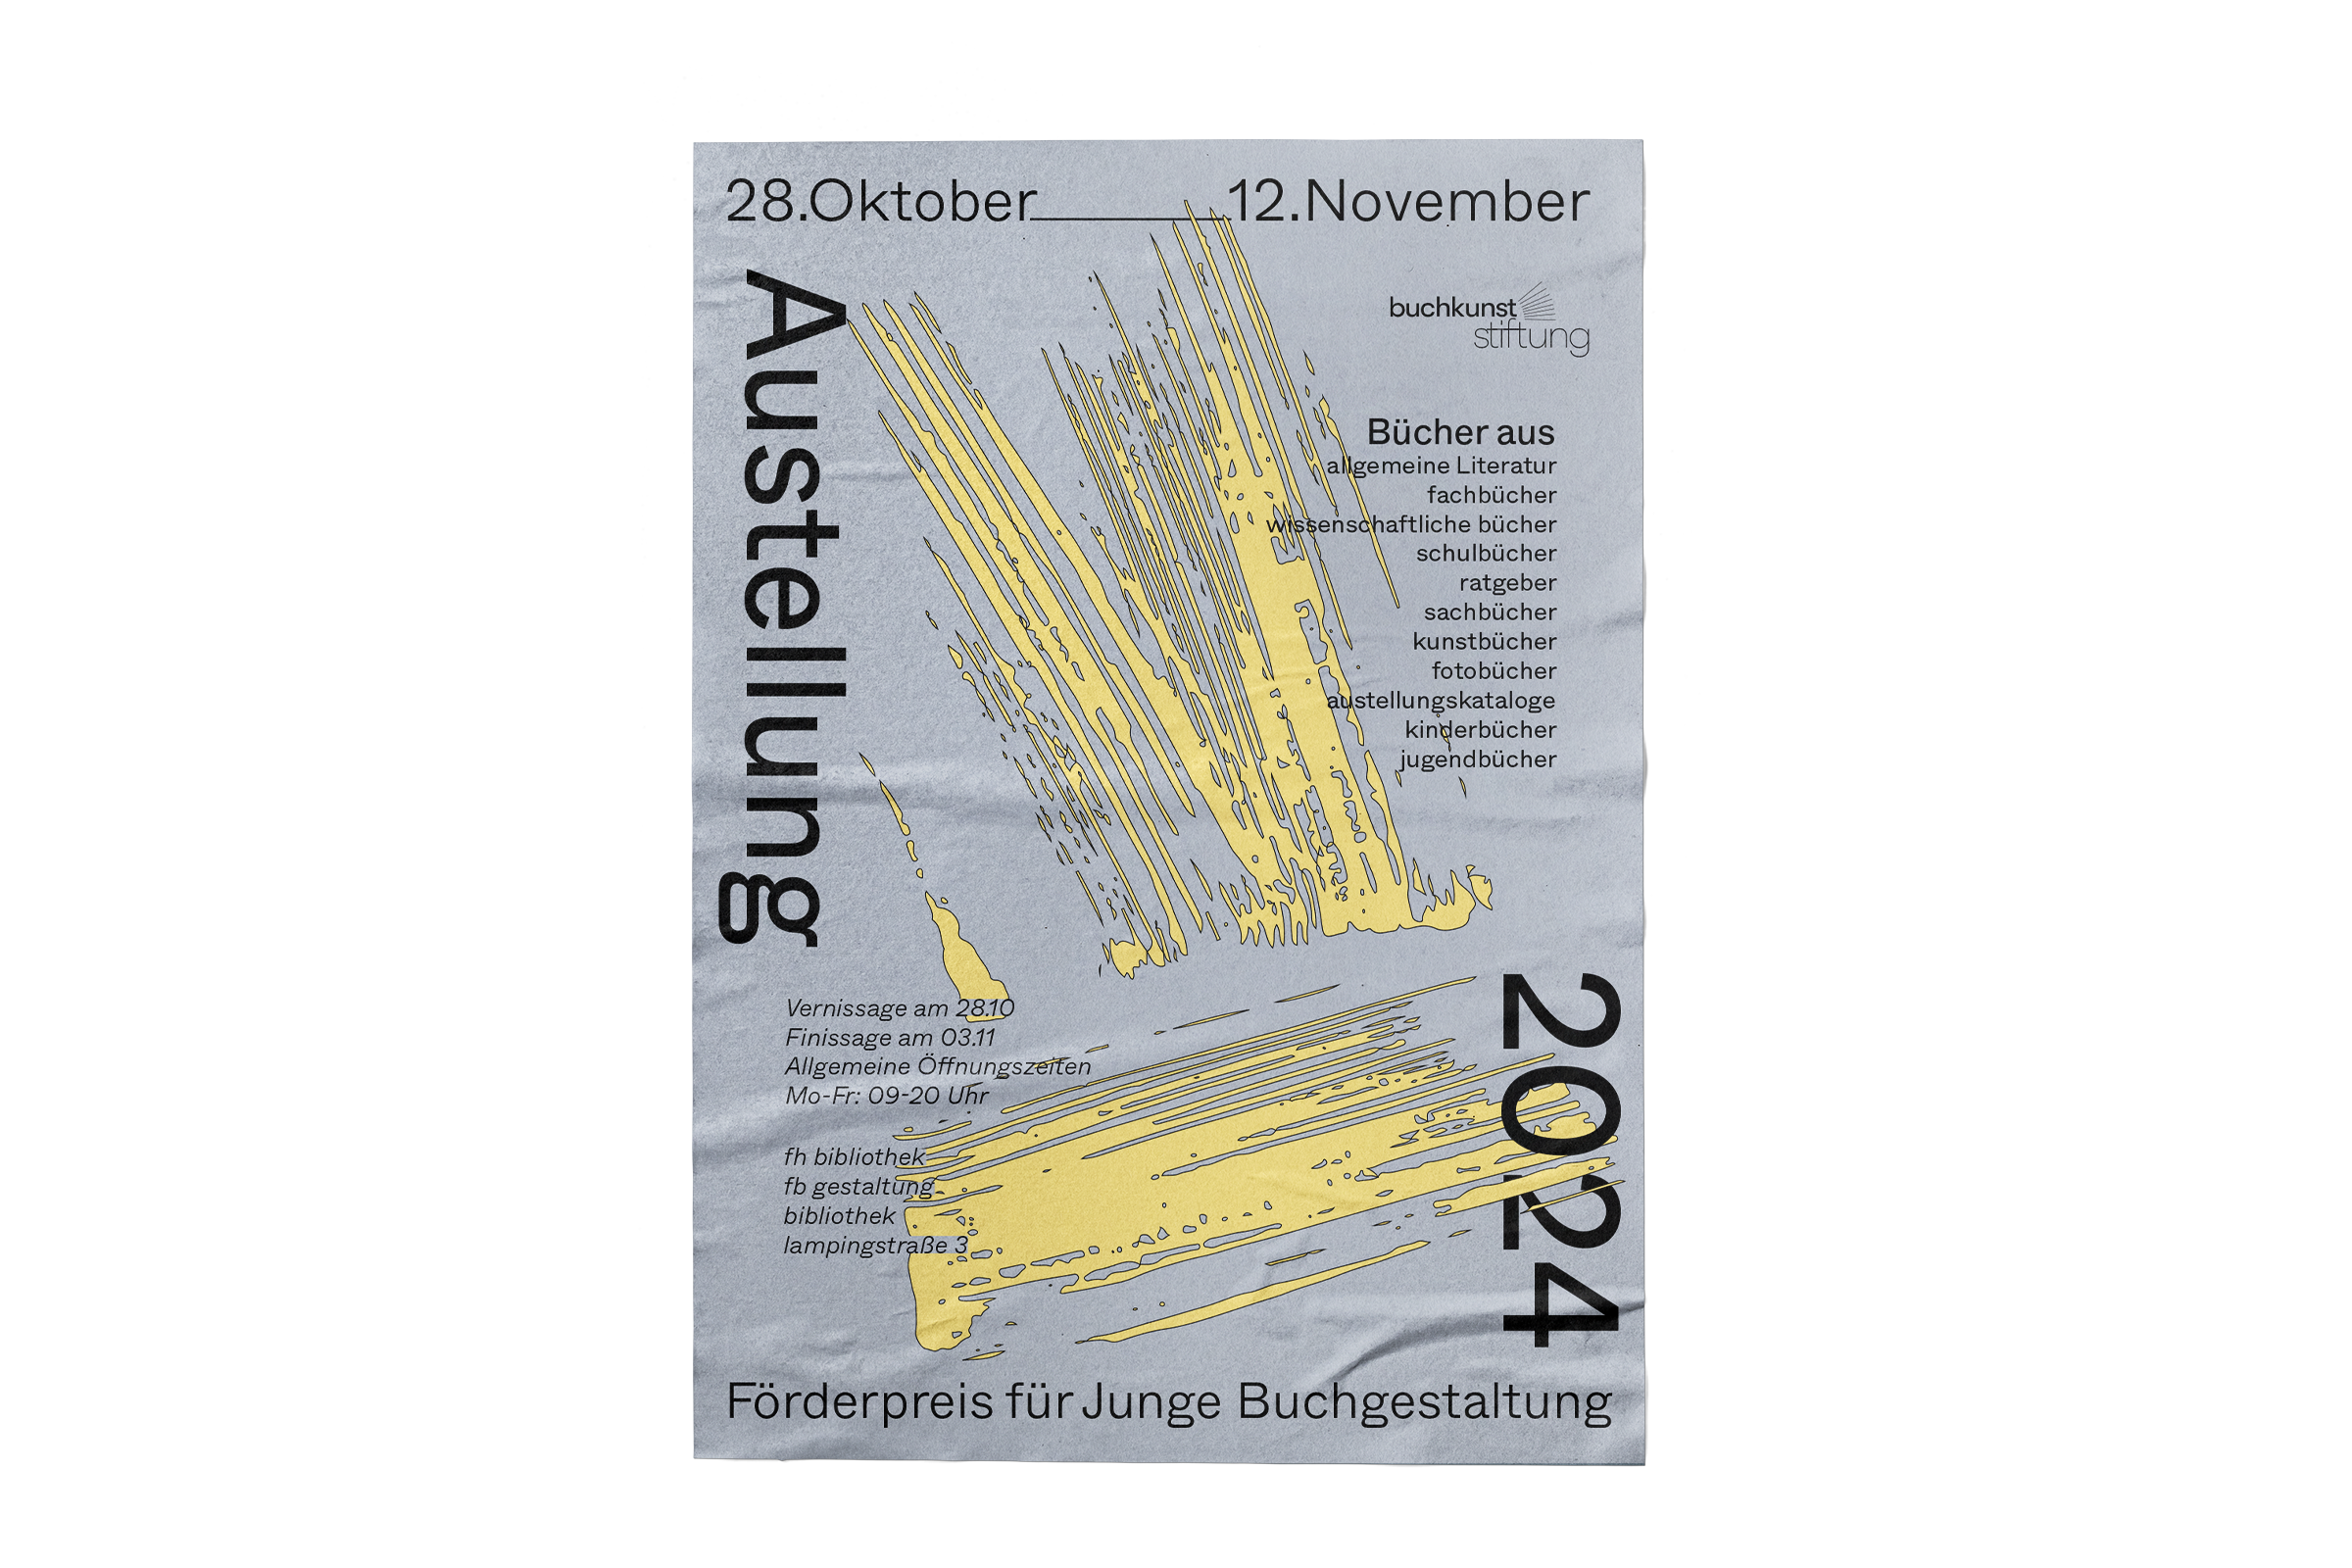 28.Oktober 12.November
Austellung
buchkunst
stiftung
Bücher aus
allgemeine Literatur
fachbücher
wissenschaftliche bücher
schulbücher
ratgeber
sachbücher
kunstbücher
fotobücher
austellungskataloge
kinderbücher
jugendbücher
Vernissage am 28.10
Finissage am 03.11
Allgemeine Öffnungszeiten
Mo-Fr: 09-20 Uhr
fh bibliothek
fb gestaltung
bibliothek
lampingstraße 3
2024
Förderpreis für Junge Buchgestaltung